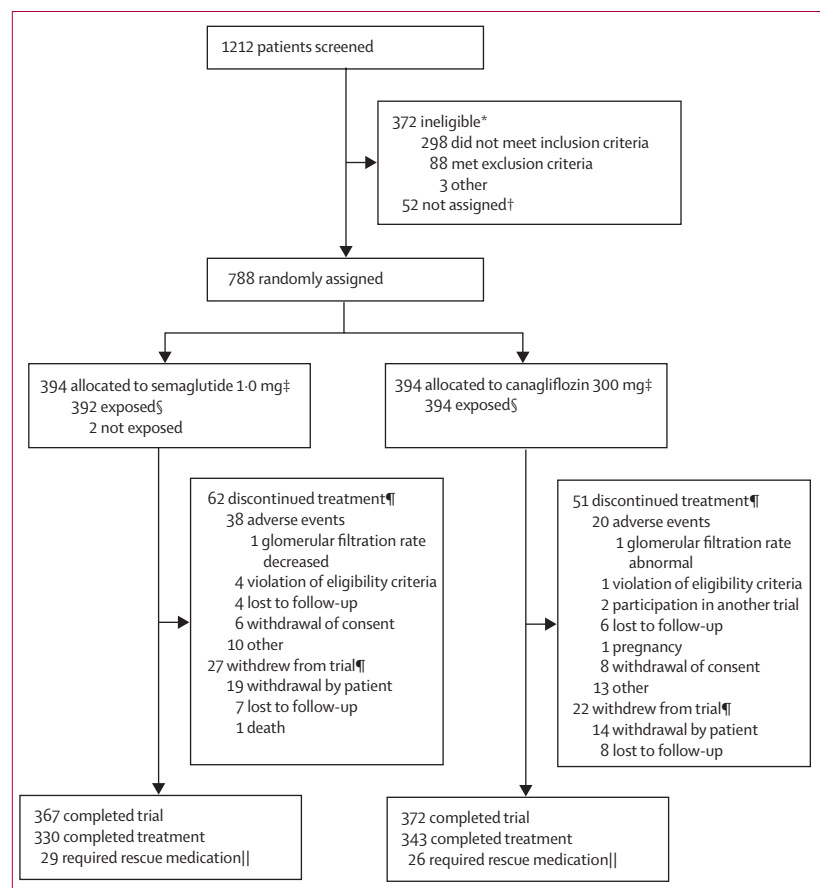 1212 patients screened
372 ineligible*
298 did not meet inclusion criteria
88 met exclusion criteria
3 other
52 not assigned†
788 randomly assigned
394 allocated to semaglutide 1·0 mg‡
392 exposed§
2 not exposed
394 allocated to canagliflozin 300 mg‡
394 exposed§
62 discontinued treatment¶
38 adverse events
1 glomerular filtration rate
decreased
4 violation of eligibility criteria
4 lost to follow-up
6 withdrawal of consent
10 other
27 withdrew from trial¶
19 withdrawal by patient
7 lost to follow-up
1 death
51 discontinued treatment¶
20 adverse events
1 glomerular filtration rate
abnormal
1 violation of eligibility criteria
2 participation in another trial
6 lost to follow-up
1 pregnancy
8 withdrawal of consent
13 other
22 withdrew from trial¶
14 withdrawal by patient
8 lost to follow-up
367 completed trial
330 completed treatment
29 required rescue medication||
372 completed trial
343 completed treatment
26 required rescue medication||